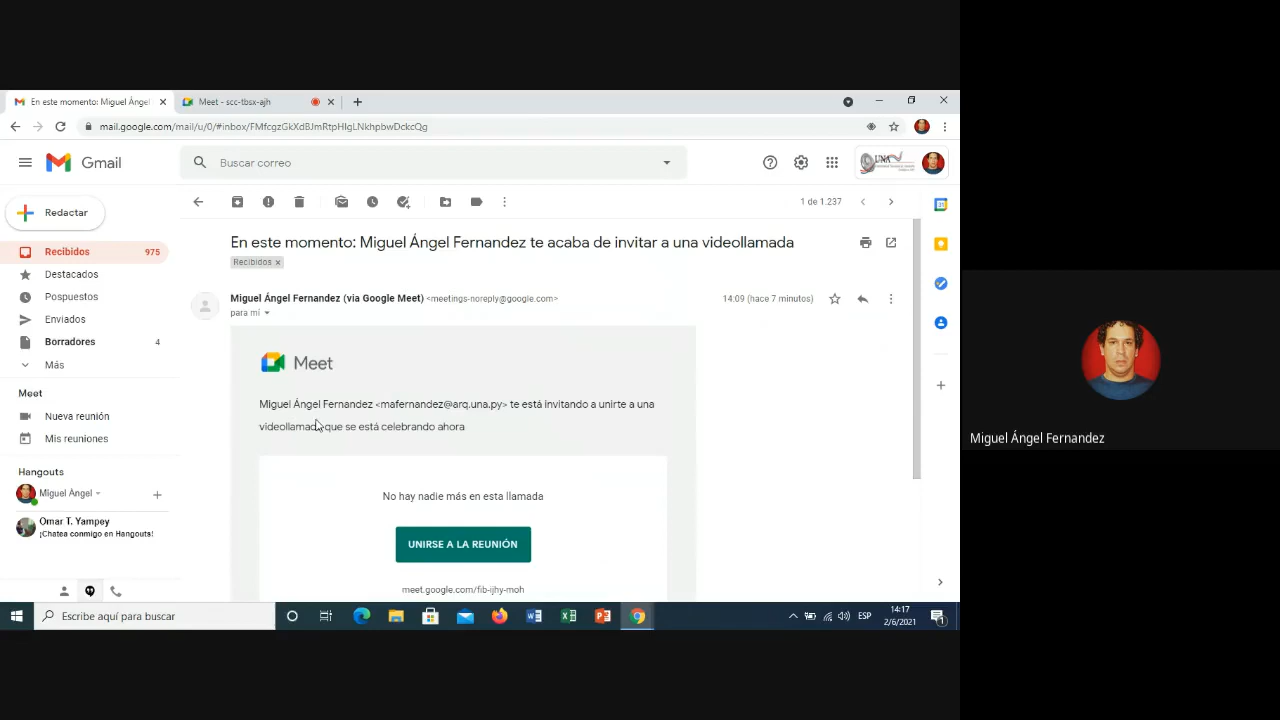 En este momento: Miguel Ángel
Meet - scc-tbsx-ajh
mail.google.com/mail/u/0/#inbox/FMfcgzGkXdBJmRtpHlgLNkhpbwDckcQg
Gmail
Buscar correo
UNA
Redactar
1 de 1.237
Recibidos 975
Destacados
Pospuestos
Enviados
Borradores 4
Más
Meet
Nueva reunión
Mis reuniones
Hangouts
Miguel Ángel
Omar T. Yampey
¡Chatea conmigo en Hangouts!
En este momento: Miguel Ángel Fernandez te acaba de invitar a una videollamada
Recibidos x
Miguel Ángel Fernandez (via Google Meet) <meetings-noreply@google.com>
14:09 (hace 7 minutos)
para mí
Meet
Miguel Ángel Fernandez <mafernandez@arq.una.py> te está invitando a unirte a una
videollamada que se está celebrando ahora
No hay nadie más en esta llamada
UNIRSE A LA REUNIÓN
meet.google.com/fib-ijhy-moh
Escribe aquí para buscar
ESP
14:17
2/6/2021
Miguel Ángel Fernandez